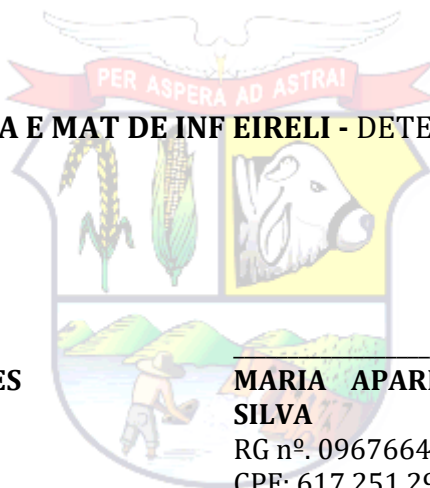 PER ASPERA AD ASTRA!
A E MAT DE INF EIRELI - DETE
ES
MARIA APARI
SILVA
RG nº. 0967664
CPF: 617.251.29